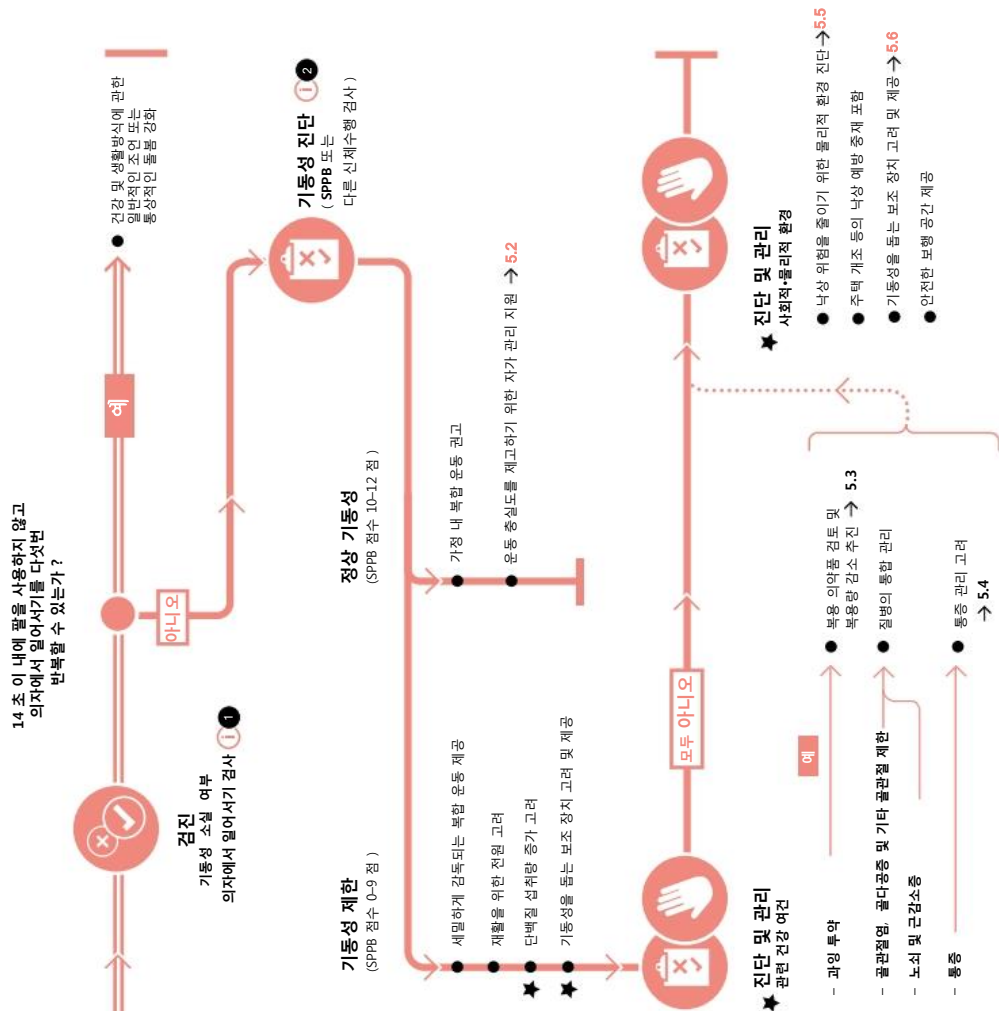 14 초 이 내에 팔을 사용하지 않고
의자에서 일어서기를 다섯번
반복할 수 있는가 ?
검진
기동성 소실 여부
의자에서 일어서기 검사 i 1
예
● 건강 및 생활방식에 관한
일반적인 조언 또는
통상적인 돌봄 강화
아니오
기동성 진단 i 2
( SPPB 또는
다른 신체수행 검사 )
정상 기동성
(SPPB 점수 10–12 점 )
● 가정 내 복합 운동 권고
● 운동 충실도를 제고하기 위한 자가 관리 지원 → 5.2
기동성 제한
(SPPB 점수 0–9 점 )
● 세밀하게 감독되는 복합 운동 제공
● 재활을 위한 전원 고려
★ ● 단백질 섭취량 증가 고려
★ ● 기동성을 돕는 보조 장치 고려 및 제공
★ 진단 및 관리
관련 건강 여건
모두 아니오
– 과잉 투약
예
● 복용 의약품 검토 및
복용량 감소 추진 → 5.3
– 골관절염, 골다공증 및 기타 골관절 제한
– 노쇠 및 근감소증
● 질병의 통합 관리
– 통증
● 통증 관리 고려
→ 5.4
★ 진단 및 관리
사회적•물리적 환경
● 낙상 위험을 줄이기 위한 물리적 환경 진단 → 5.5
● 주택 개조 등의 낙상 예방 중재 포함
● 기동성을 돕는 보조 장치 고려 및 제공 → 5.6
● 안전한 보행 공간 제공